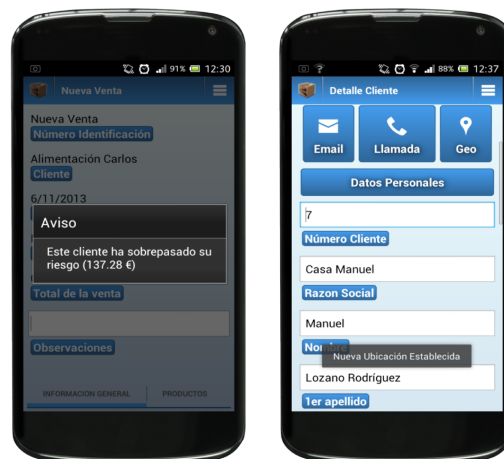 91% 12:30
Nueva Venta
Nueva Venta
Número Identificación
Alimentación Carlos
Cliente
6/11/2013
Aviso
Este cliente ha sobrepasado su
riesgo (137.28 €)
Total de la venta
Observaciones
INFORMACION GENERAL PRODUCTOS
88% 12:37
Detalle Cliente
Email Llamada Geo
Datos Personales
7
Número Cliente
Casa Manuel
Razon Social
Manuel
Nombre
Nueva Ubicación Establecida
Lozano Rodríguez
1er apellido